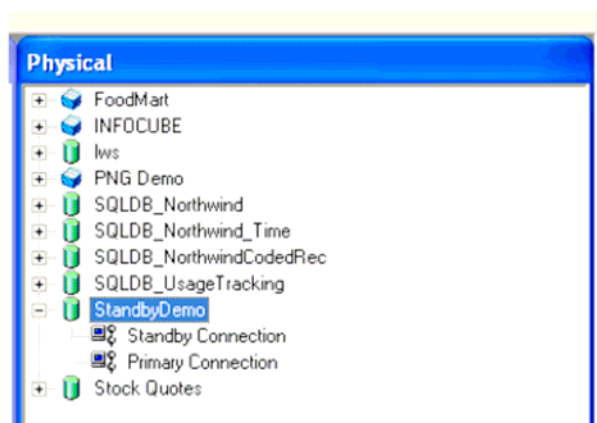 Physical
FoodMart
INFOCUBE
lws
PNG Demo
SQLDB_Northwind
SQLDB_Northwind_Time
SQLDB_NorthwindCodedRec
SQLDB_UsageTracking
StandbyDemo
Standby Connection
Primary Connection
Stock Quotes